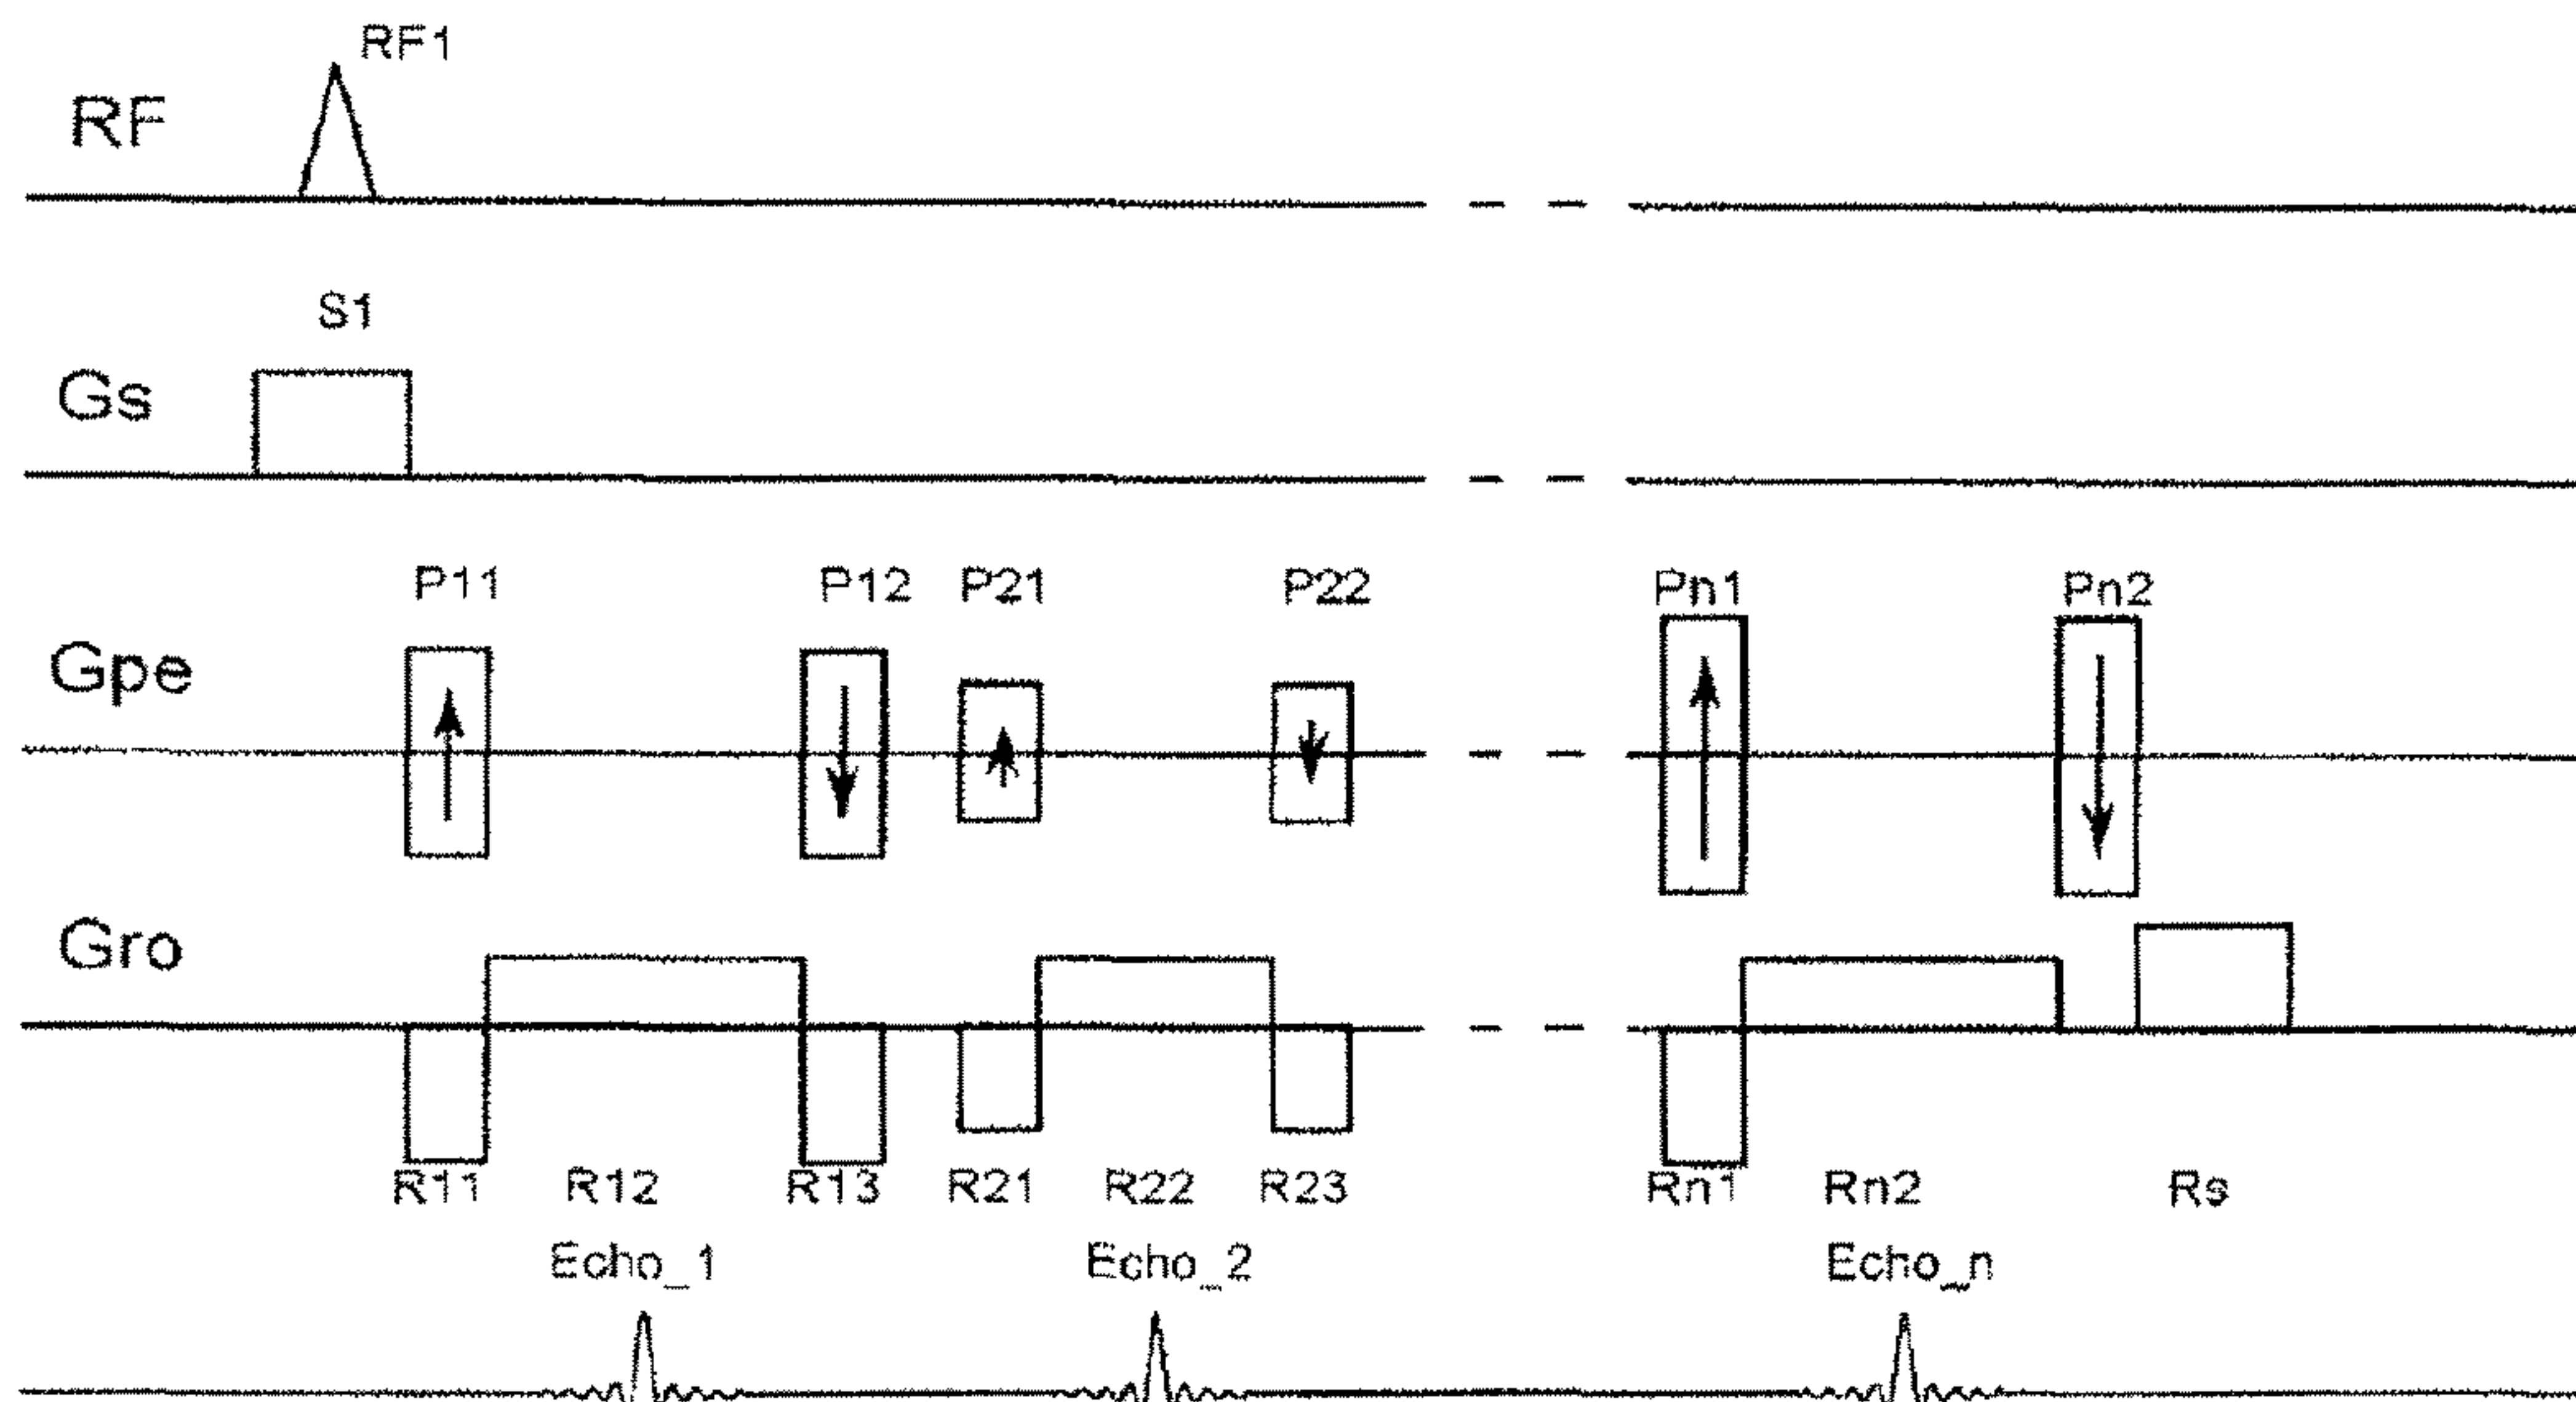 RF1
RF
S1
Gs
P11 P12 P21 P22 Pn1 Pn2
Gpe
Gro
R11 R12 R13 R21 R22 R23 Rn1 Rn2 Rs
Echo_1 Echo_2 Echo_n